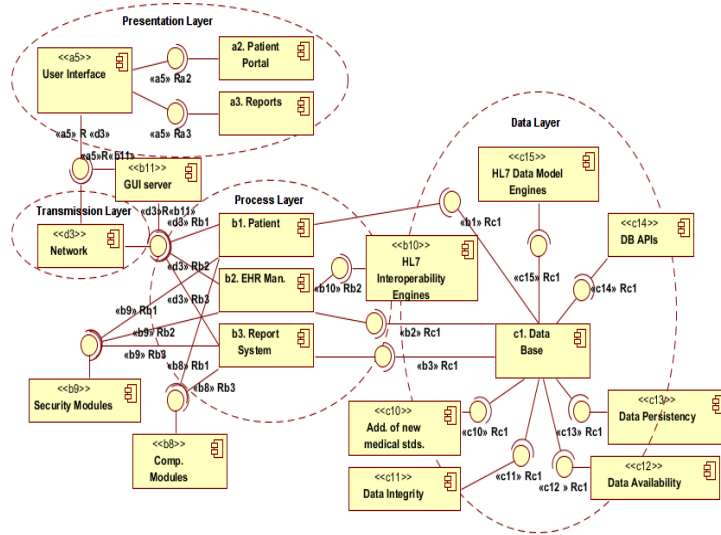 Presentation Layer
<<a5>>
User Interface
a2. Patient
Portal
«a5» Ra2
a3. Reports
«a5» Ra3
«a5» R «d3»
«a5»R«b11»
<<b11>>
GUI server
«d3»R«b11»
Transmission Layer
<<d3>>
Network
Process Layer
«d3» Rb1
b1. Patient
«d3» Rb2
b2. EHR Man.
«d3» Rb3
b3. Report
System
<<b10>>
HL7
Interoperability
Engines
«b10» Rb2
«b9» Rb1
«b9» Rb2
«b9» Rb3
«b8» Rb1
«b8» Rb3
<<b9>>
Security Modules
<<b8>>
Comp.
Modules
Data Layer
<<c15>>
HL7 Data Model
Engines
«b1» Rc1
<<c14>>
DB APIs
«c15» Rc1
«c14» Rc1
«b2» Rc1
«b3» Rc1
c1. Data
Base
<<c10>>
Add. of new
medical stds.
«c10» Rc1
<<c13>>
Data Persistency
«c13» Rc1
<<c11>>
Data Integrity
«c11» Rc1
<<c12>>
Data Availability
«c12 » Rc1